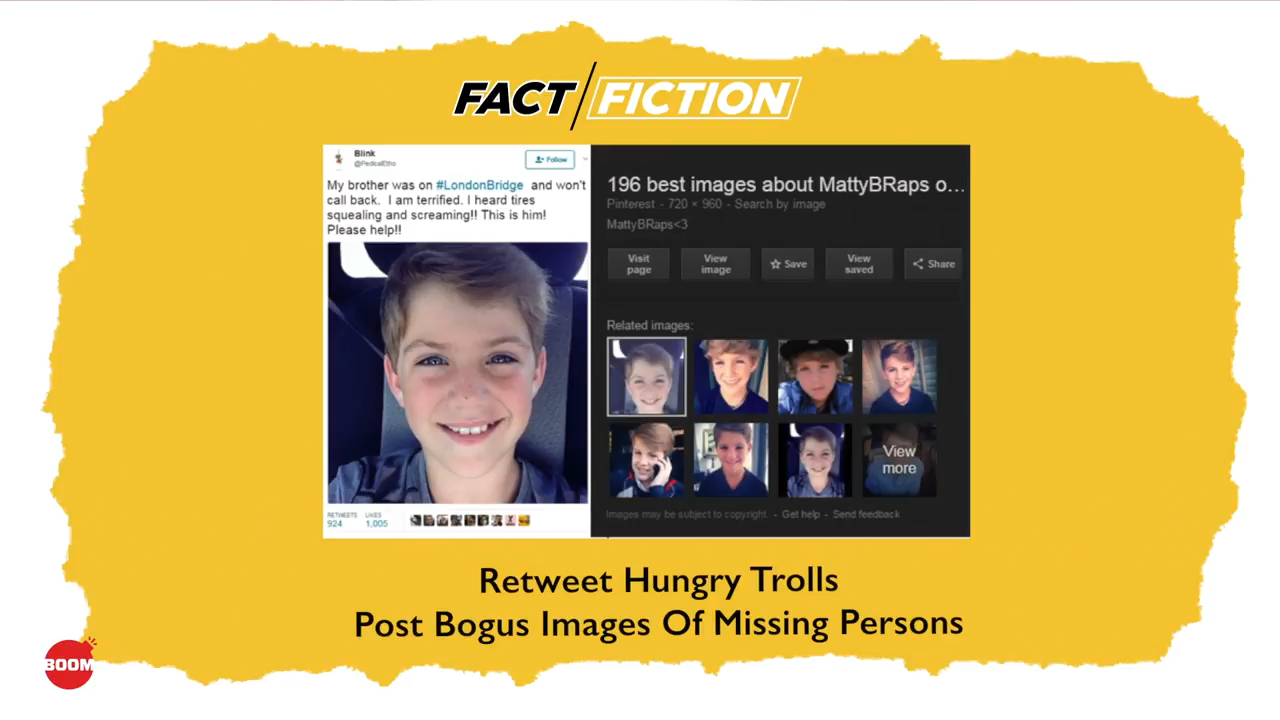 FACT/FICTION
Blink
@PedicalEtho
Follow
My brother was on #LondonBridge and won't
call back. I am terrified. I heard tires
squealing and screaming!! This is him!
Please help!!
RETWEETS
924
LIKES
1,005
196 best images about MattyBRaps o...
Pinterest - 720 × 960 - Search by image
MattyBRaps<3
Visit page
View image
Save
View saved
Share
Related images:
View more
Images may be subject to copyright. - Get help - Send feedback
Retweet Hungry Trolls
Post Bogus Images Of Missing Persons
BOOM